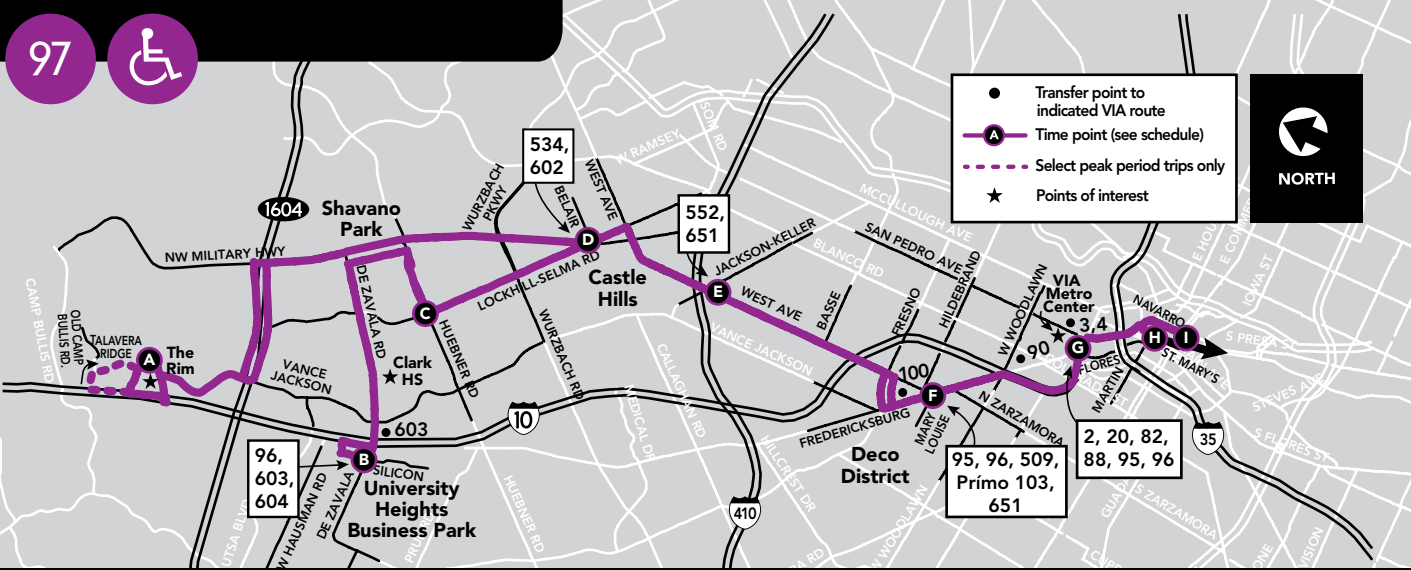 97
Transfer point to
indicated VIA route
A
Time point (see schedule)
Select peak period trips only
Points of interest
NORTH
534,
602
W RAMSEY
WEST AVE
BELAIR
WURZBACH
PKWY
1604
Shavano
Park
NW MILITARY HWY
552,
651
JACKSON-KELLER
MCCULLOUGH AVE
SAN PEDRO AVE
BLANCO RD
HILDEBRAND
W WOODLAWN
VIA
Metro
Center
3,4
90
NAVARRO
IOWA ST
D
LOCKHILL-SELMA RD
Castle
Hills
E
WEST AVE
BASSE
FRESNO
VANCE JACKSON
CAMP BULLIS RD
OLD CAMP
BULLIS RD.
TALAVERA
RIDGE
A
The
Rim
VANCE
JACKSON
DE ZAVALA RD
C
HUEBNER RD
WURZBACH RD
CALLAGHAN RD
MEDICAL DR
Clark
HS
10
603
96,
603,
604
B
SILICON
University
Heights
Business Park
W HAUSMAN RD
DE ZAVALA
HUEBNER RD
410
HILLCREST DR
FREDERICKSBURG
100
F
MARY
LOUISE
Deco
District
N ZARZAMORA
95, 96, 509,
Prímo 103,
651
G
FLORES
MARTIN
H
I
ST. MARY'S
STEVES AVE
S FLORES ST
2, 20, 82,
88, 95, 96
35
S ZARZAMORA
N WOODLAWN